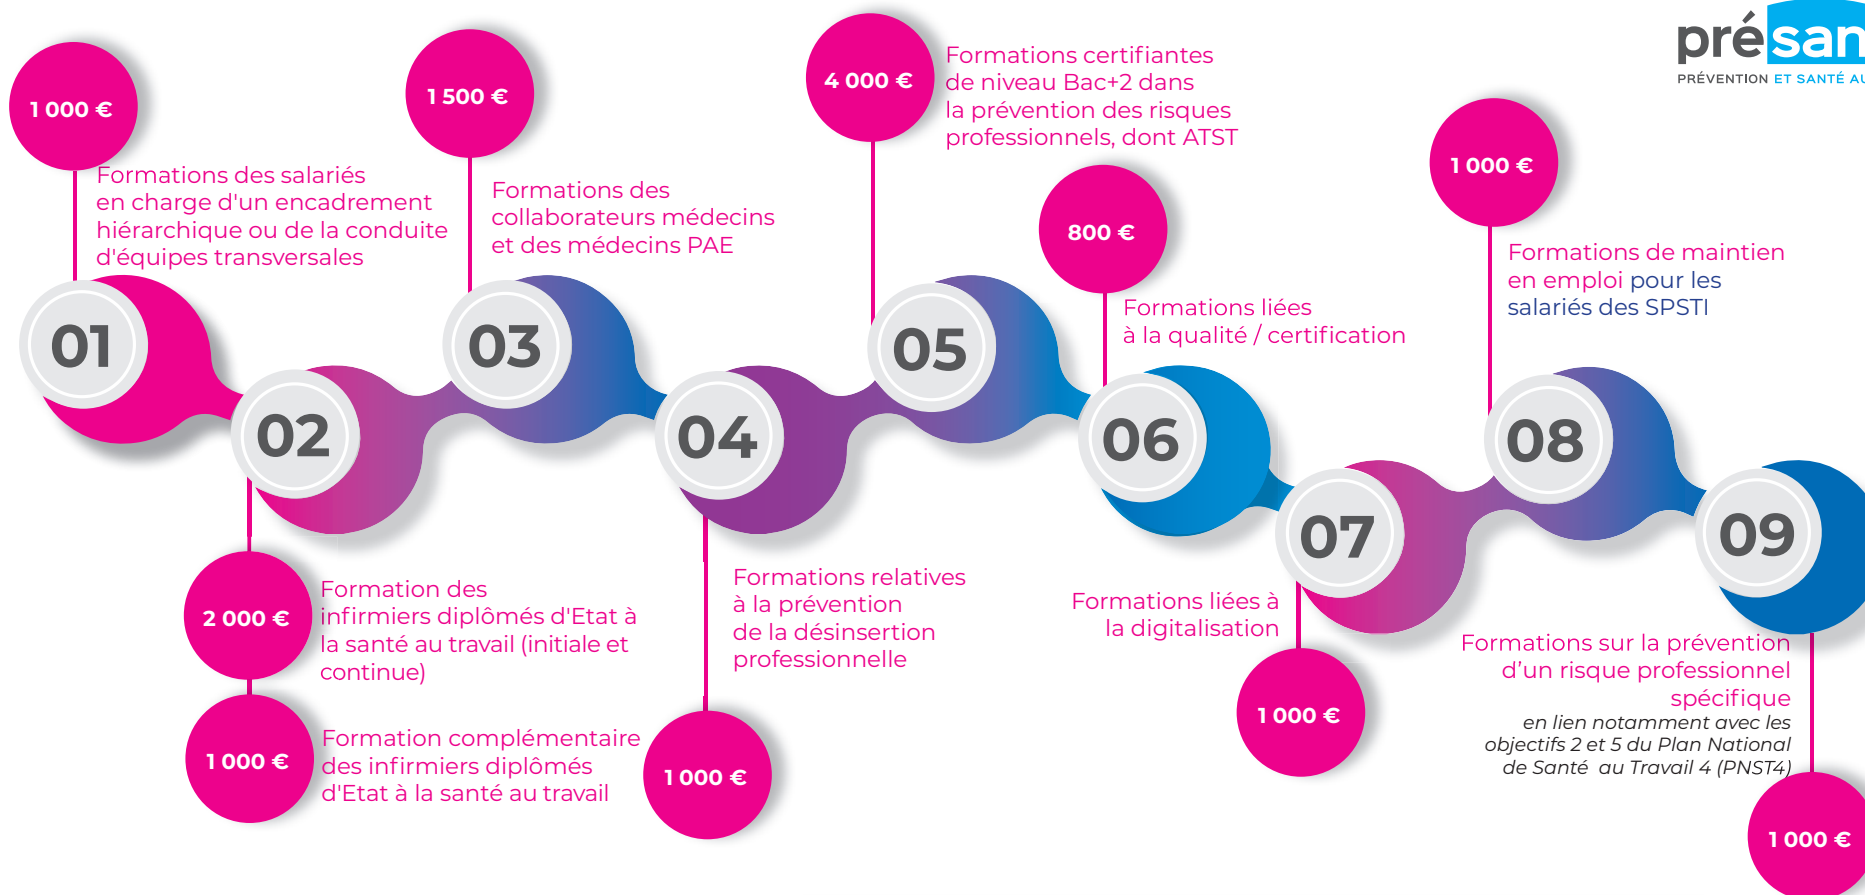 présan
PRÉVENTION ET SANTÉ AU
1 000 €
Formations des salariés
en charge d'un encadrement
hiérarchique ou de la conduite
d'équipes transversales
01
02
2 000 €
Formation des
infirmiers diplômés d'Etat à
la santé au travail (initiale et
continue)
1 000 €
Formation complémentaire
des infirmiers diplômés
d'Etat à la santé au travail
1 500 €
Formations des
collaborateurs médecins
et des médecins PAE
03
04
Formations relatives
à la prévention
de la désinsertion
professionnelle
1 000 €
4 000 €
Formations certifiantes
de niveau Bac+2 dans
la prévention des risques
professionnels, dont ATST
05
800 €
Formations liées
à la qualité / certification
06
07
Formations liées à
la digitalisation
1 000 €
1 000 €
Formations de maintien
en emploi pour les
salariés des SPSTI
08
09
Formations sur la prévention
d’un risque professionnel
spécifique
en lien notamment avec les
objectifs 2 et 5 du Plan National
de Santé au Travail 4 (PNST4)
1 000 €